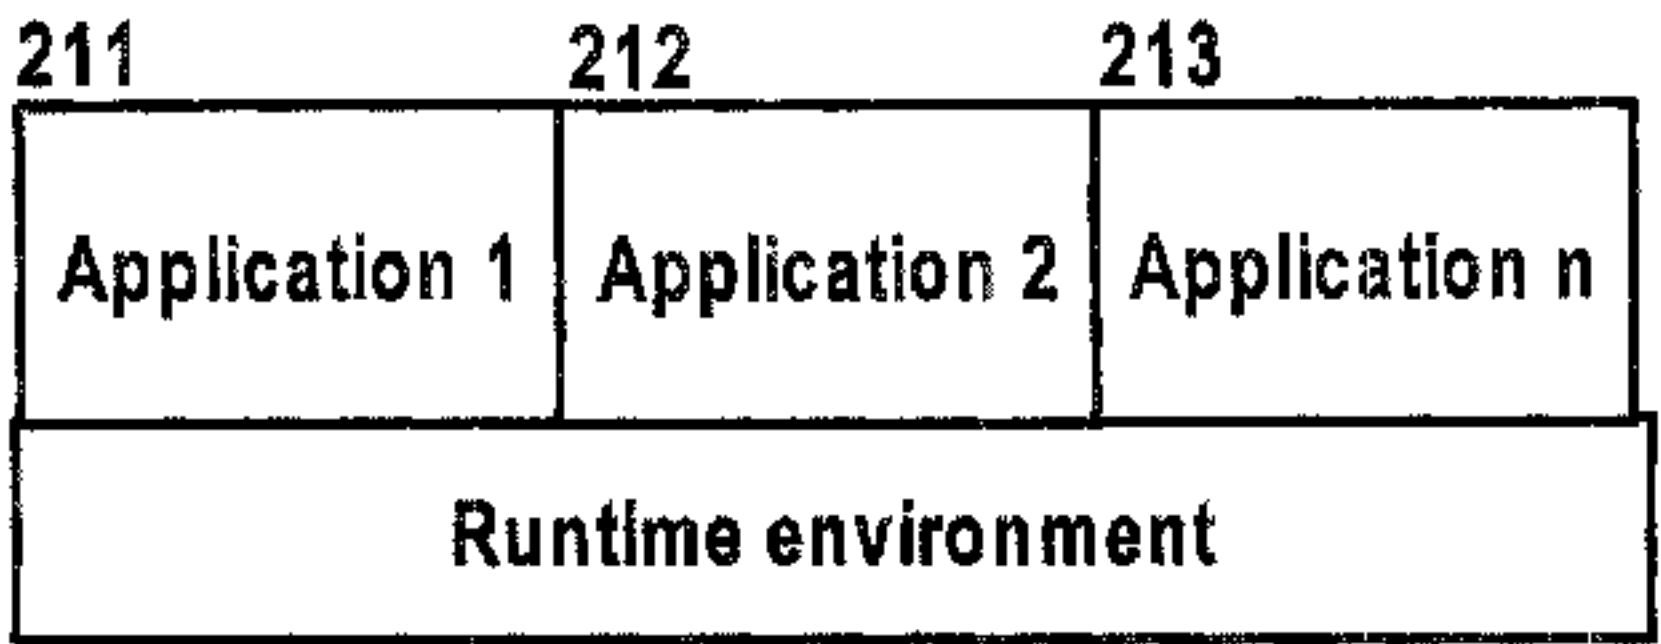 211 212 213
Application 1 Application 2 Application n
Runtime environment